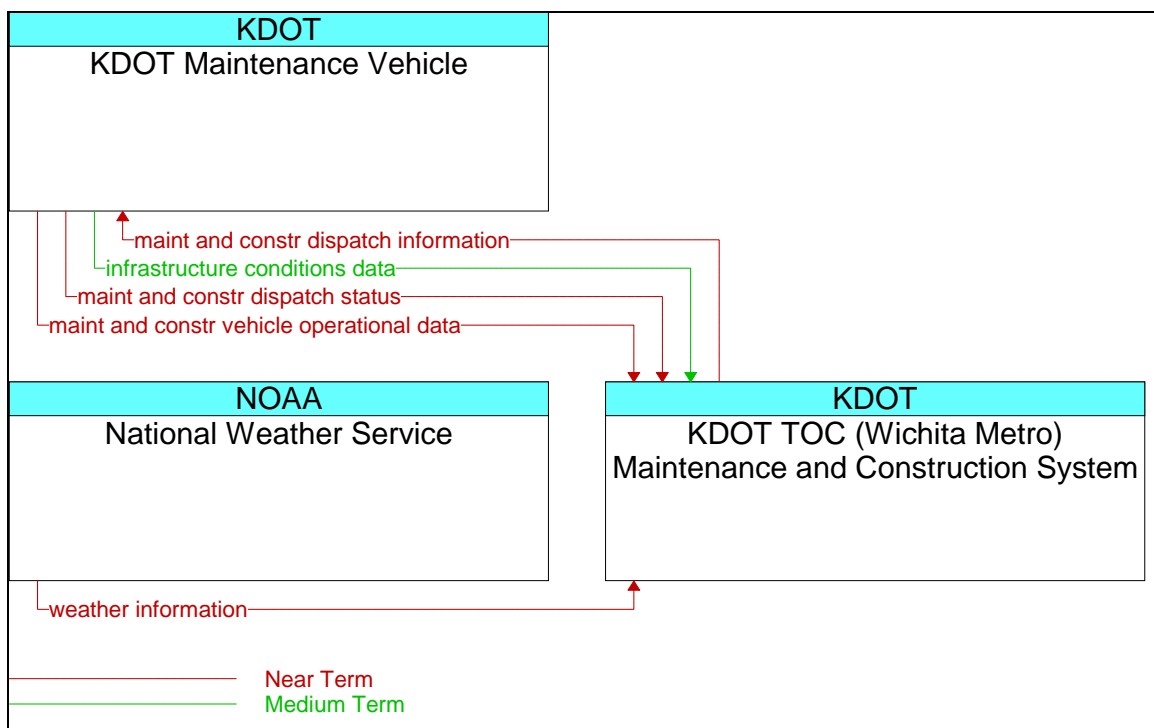 KDOT
KDOT Maintenance Vehicle
maint and constr dispatch information
infrastructure conditions data
maint and constr dispatch status
maint and constr vehicle operational data
NOAA
National Weather Service
KDOT
KDOT TOC (Wichita Metro)
Maintenance and Construction System
weather information
Near Term
Medium Term